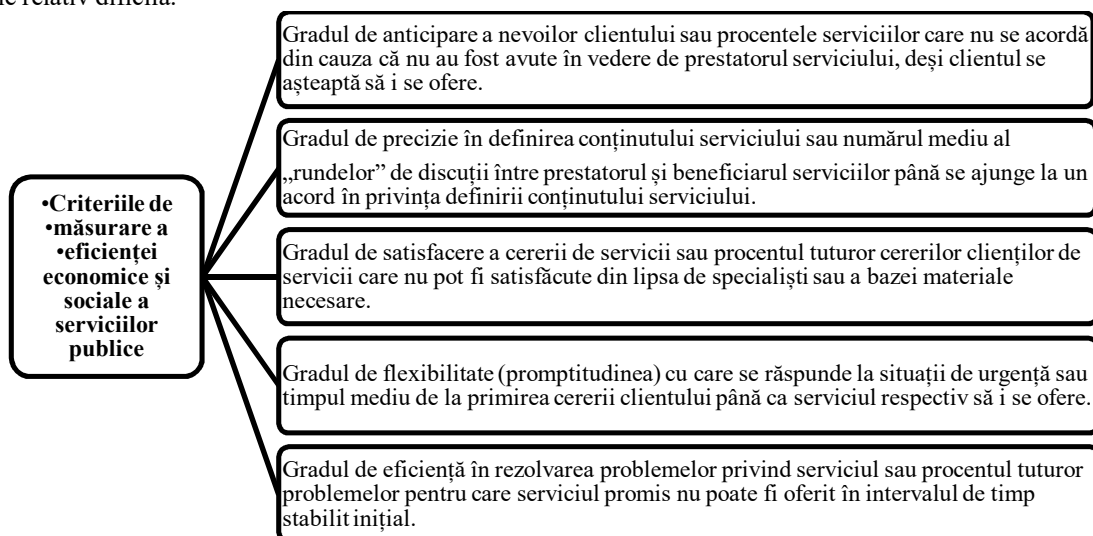 ie relativ dificilă.
Gradul de anticipare a nevoilor clientului sau procentele serviciilor care nu se acordă
din cauza că nu au fost avute în vedere de prestatorul serviciului, deși clientul se
așteaptă să i se ofere.
Gradul de precizie în definirea conținutului serviciului sau numărul mediu al
„rundelor” de discuții între prestatorul și beneficiarul serviciilor până se ajunge la un
acord în privința definirii conținutului serviciului.
•Criteriile de
•măsurare a
•eficienței
economice și
sociale a
serviciilor
publice
Gradul de satisfacere a cererii de servicii sau procentul tuturor cererilor clienților de
servicii care nu pot fi satisfăcute din lipsa de specialiști sau a bazei materiale
necesare.
Gradul de flexibilitate (promptitudinea) cu care se răspunde la situații de urgență sau
timpul mediu de la primirea cererii clientului până ca serviciul respectiv să i se ofere.
Gradul de eficiență în rezolvarea problemelor privind serviciul sau procentul tuturor
problemelor pentru care serviciul promis nu poate fi oferit în intervalul de timp
stabilit inițial.